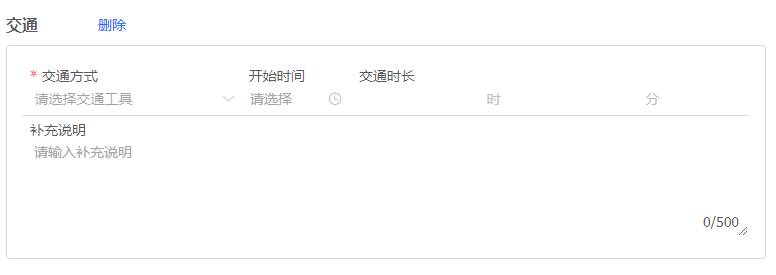 交通 删除
* 交通方式 开始时间 交通时长
请选择交通工具 请选择 时 分
补充说明
请输入补充说明
0/500